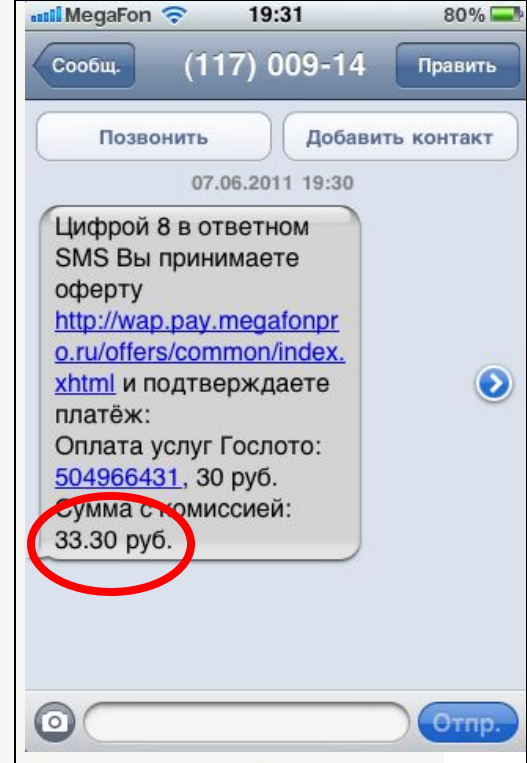 MegaFon 19:31 80%
Сообщ. (117) 009-14 Править
Позвонить Добавить контакт
07.06.2011 19:30
Цифрой 8 в ответном
SMS Вы принимаете
оферту
http://wap.pay.megafonpr
o.ru/offers/common/index.
xhtml и подтверждаете
платёж:
Оплата услуг Гослото:
504966431, 30 руб.
Сумма с комиссией:
33.30 руб.
Отпр.